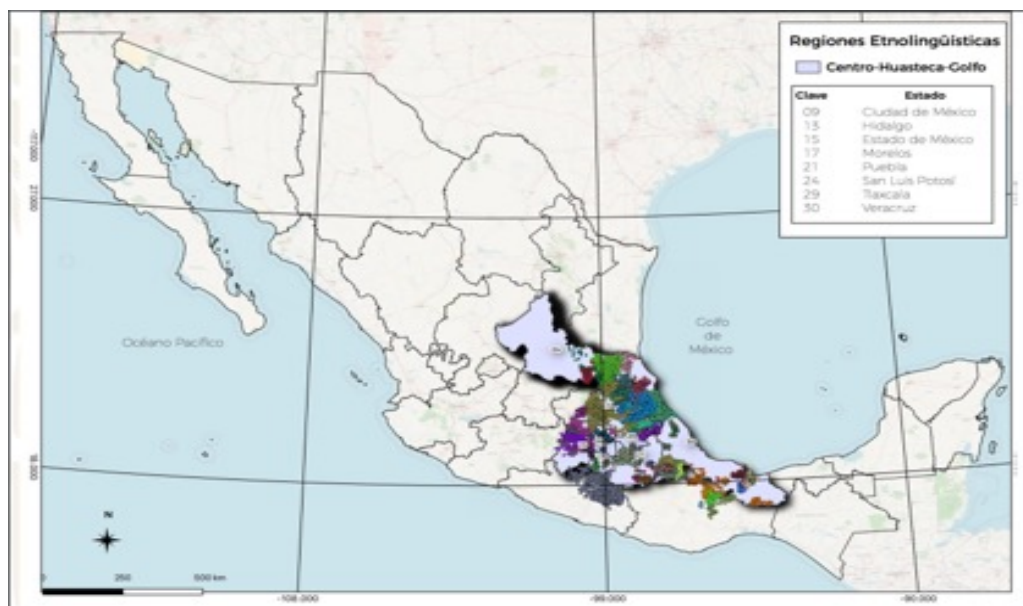 Regiones Etnolingüísticas
Centro-Huasteca-Golfo
Clave Estado
09 Ciudad de México
13 Hidalgo
15 Estado de México
17 Morelos
21 Puebla
24 San Luis Potosí
29 Tlaxcala
30 Veracruz
Golfo
de
México
Océano Pacífico
N
0 250 500 km
-108.000 -99.000 -90.000